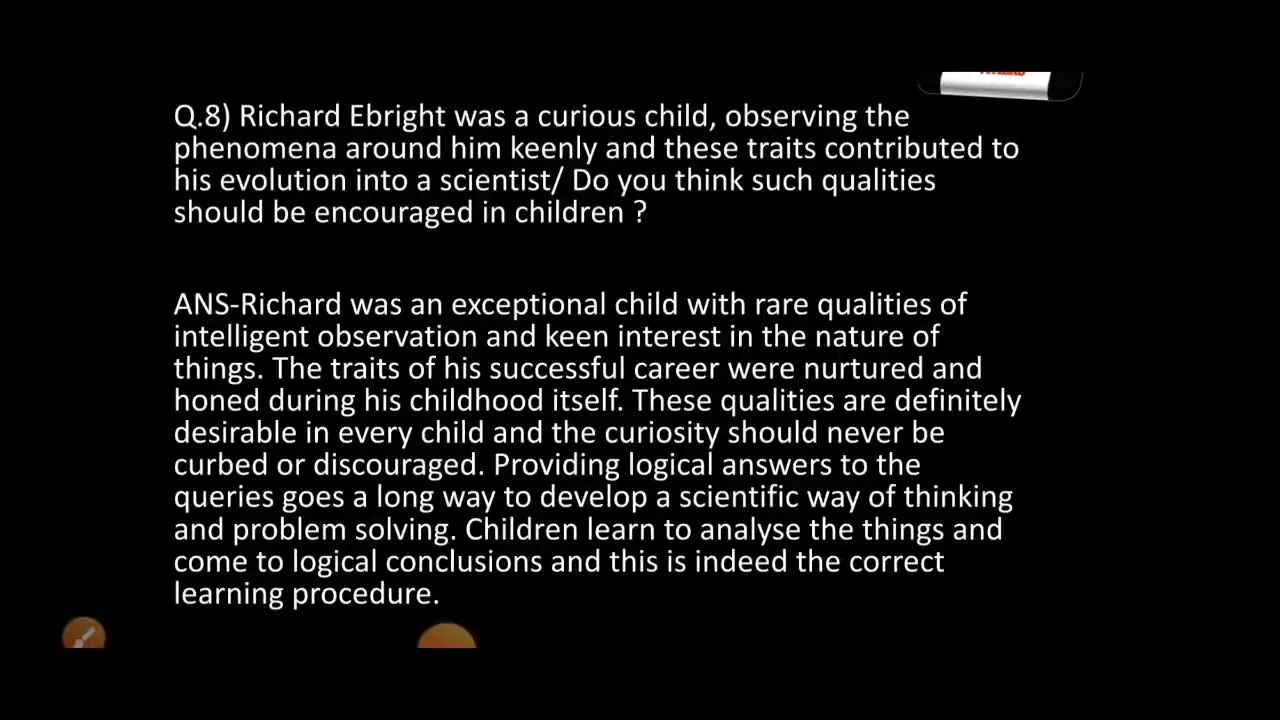 Q.8) Richard Ebright was a curious child, observing the
phenomena around him keenly and these traits contributed to
his evolution into a scientist/ Do you think such qualities
should be encouraged in children ?
ANS-Richard was an exceptional child with rare qualities of
intelligent observation and keen interest in the nature of
things. The traits of his successful career were nurtured and
honed during his childhood itself. These qualities are definitely
desirable in every child and the curiosity should never be
curbed or discouraged. Providing logical answers to the
queries goes a long way to develop a scientific way of thinking
and problem solving. Children learn to analyse the things and
come to logical conclusions and this is indeed the correct
learning procedure.